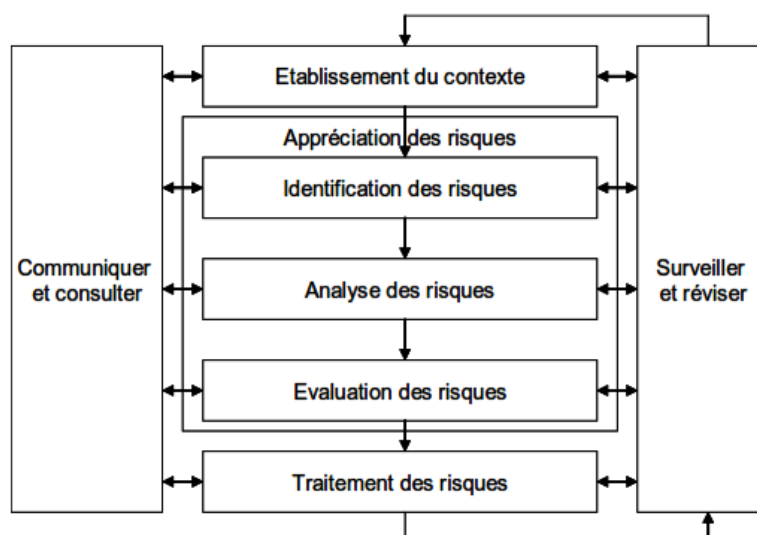 Etablissement du contexte
Appréciation des risques
Identification des risques
Communiquer
et consulter
Analyse des risques
Surveiller
et réviser
Evaluation des risques
Traitement des risques